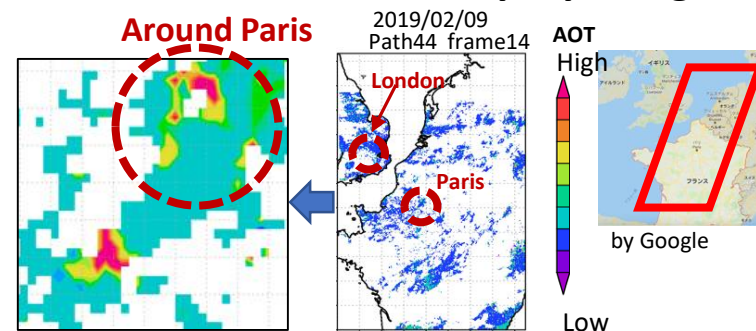 Around Paris
2019/02/09
Path44 frame14
London
Paris
AOT
High
Low
イギリス
フランス
by Google